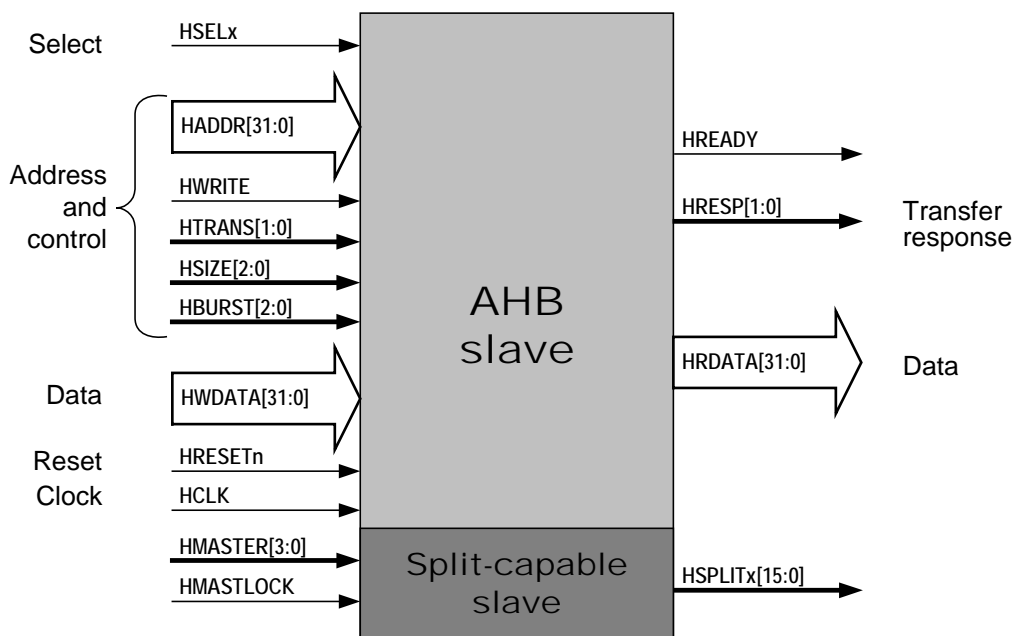 Select
HSELx
HADDR[31:0]
Address
and
control
HWRITE
HTRANS[1:0]
HSIZE[2:0]
HBURST[2:0]
Data
HWDATA[31:0]
Reset
HRESETn
Clock
HCLK
HMASTER[3:0]
HMASTLOCK
AHB
slave
Split-capable
slave
HREADY
HRESP[1:0]
Transfer
response
HRDATA[31:0]
Data
HSPLITx[15:0]